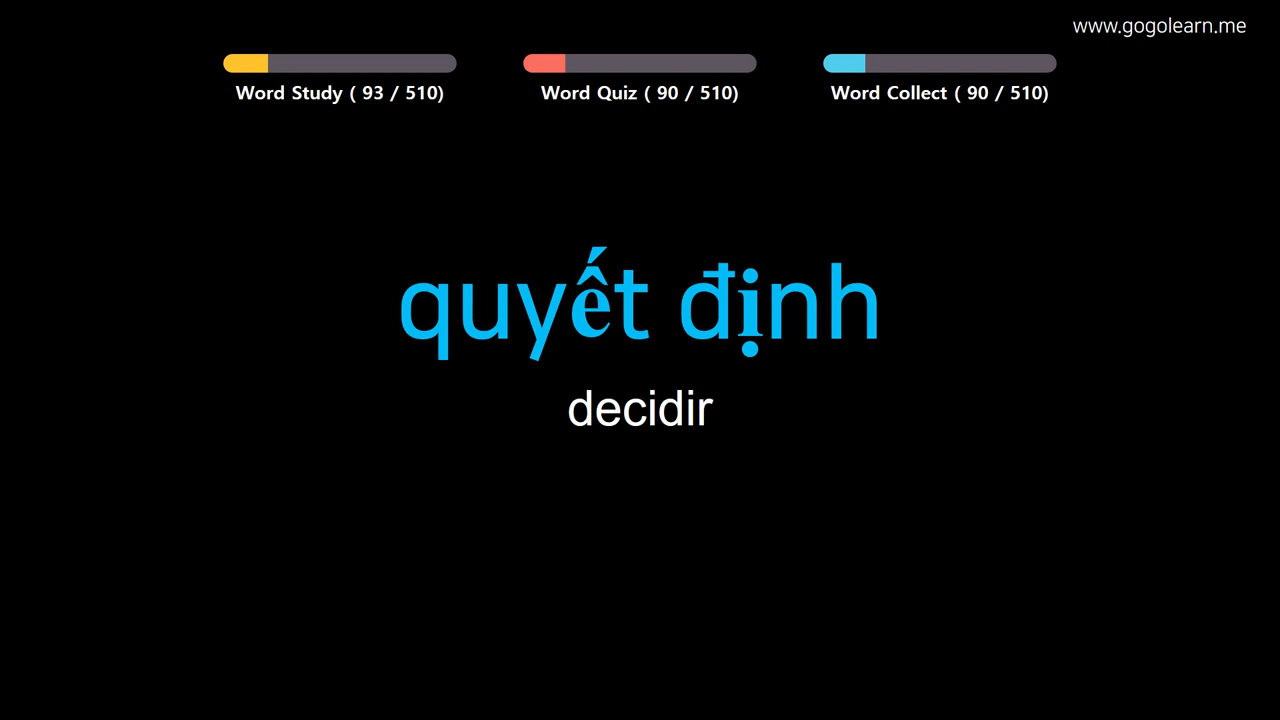 www.gogolearn.me
Word Study ( 93 / 510)
Word Quiz ( 90 / 510)
Word Collect ( 90 / 510)
quyết định
decidir